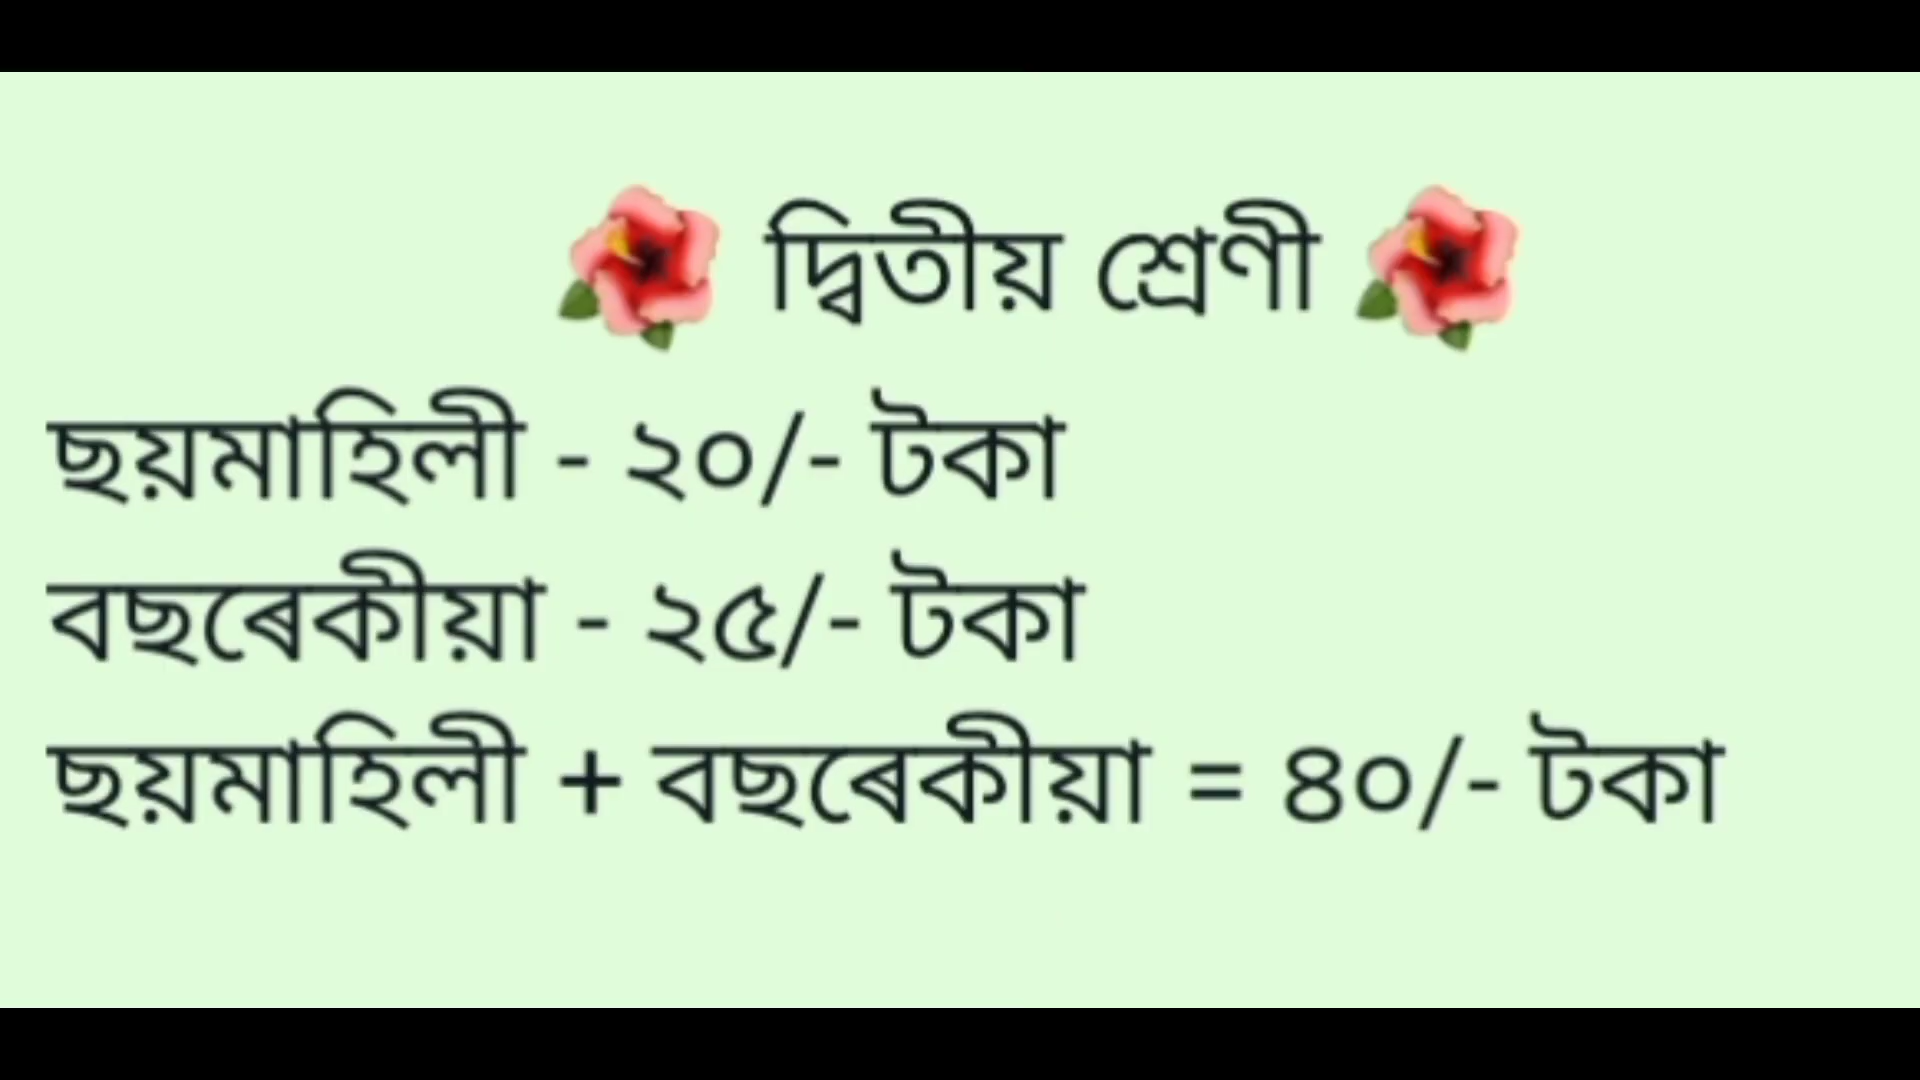 🌺 দ্বিতীয় শ্ৰেণী 🌺
ছয়মাহিলী - ২০/- টকা
বছৰেকীয়া - ২৫/- টকা
ছয়মাহিলী + বছৰেকীয়া = ৪০/- টকা